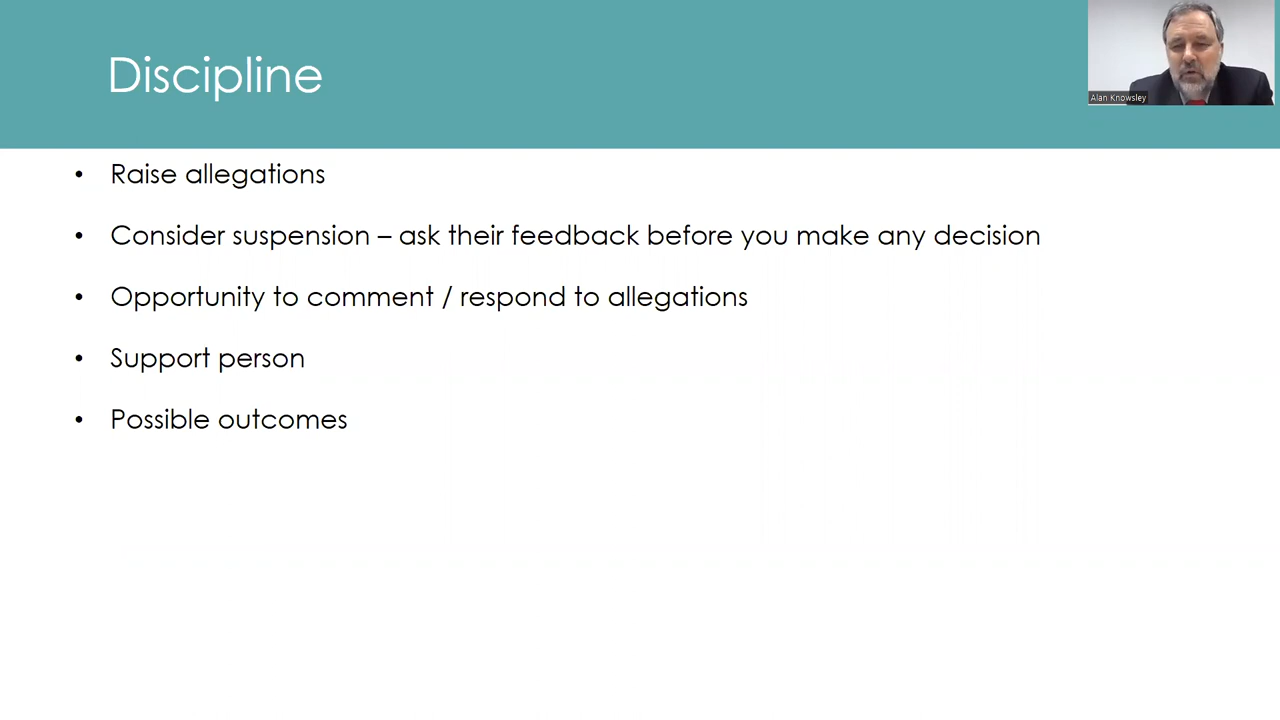 Discipline
Alan Knowsley
• Raise allegations
• Consider suspension – ask their feedback before you make any decision
• Opportunity to comment / respond to allegations
• Support person
• Possible outcomes